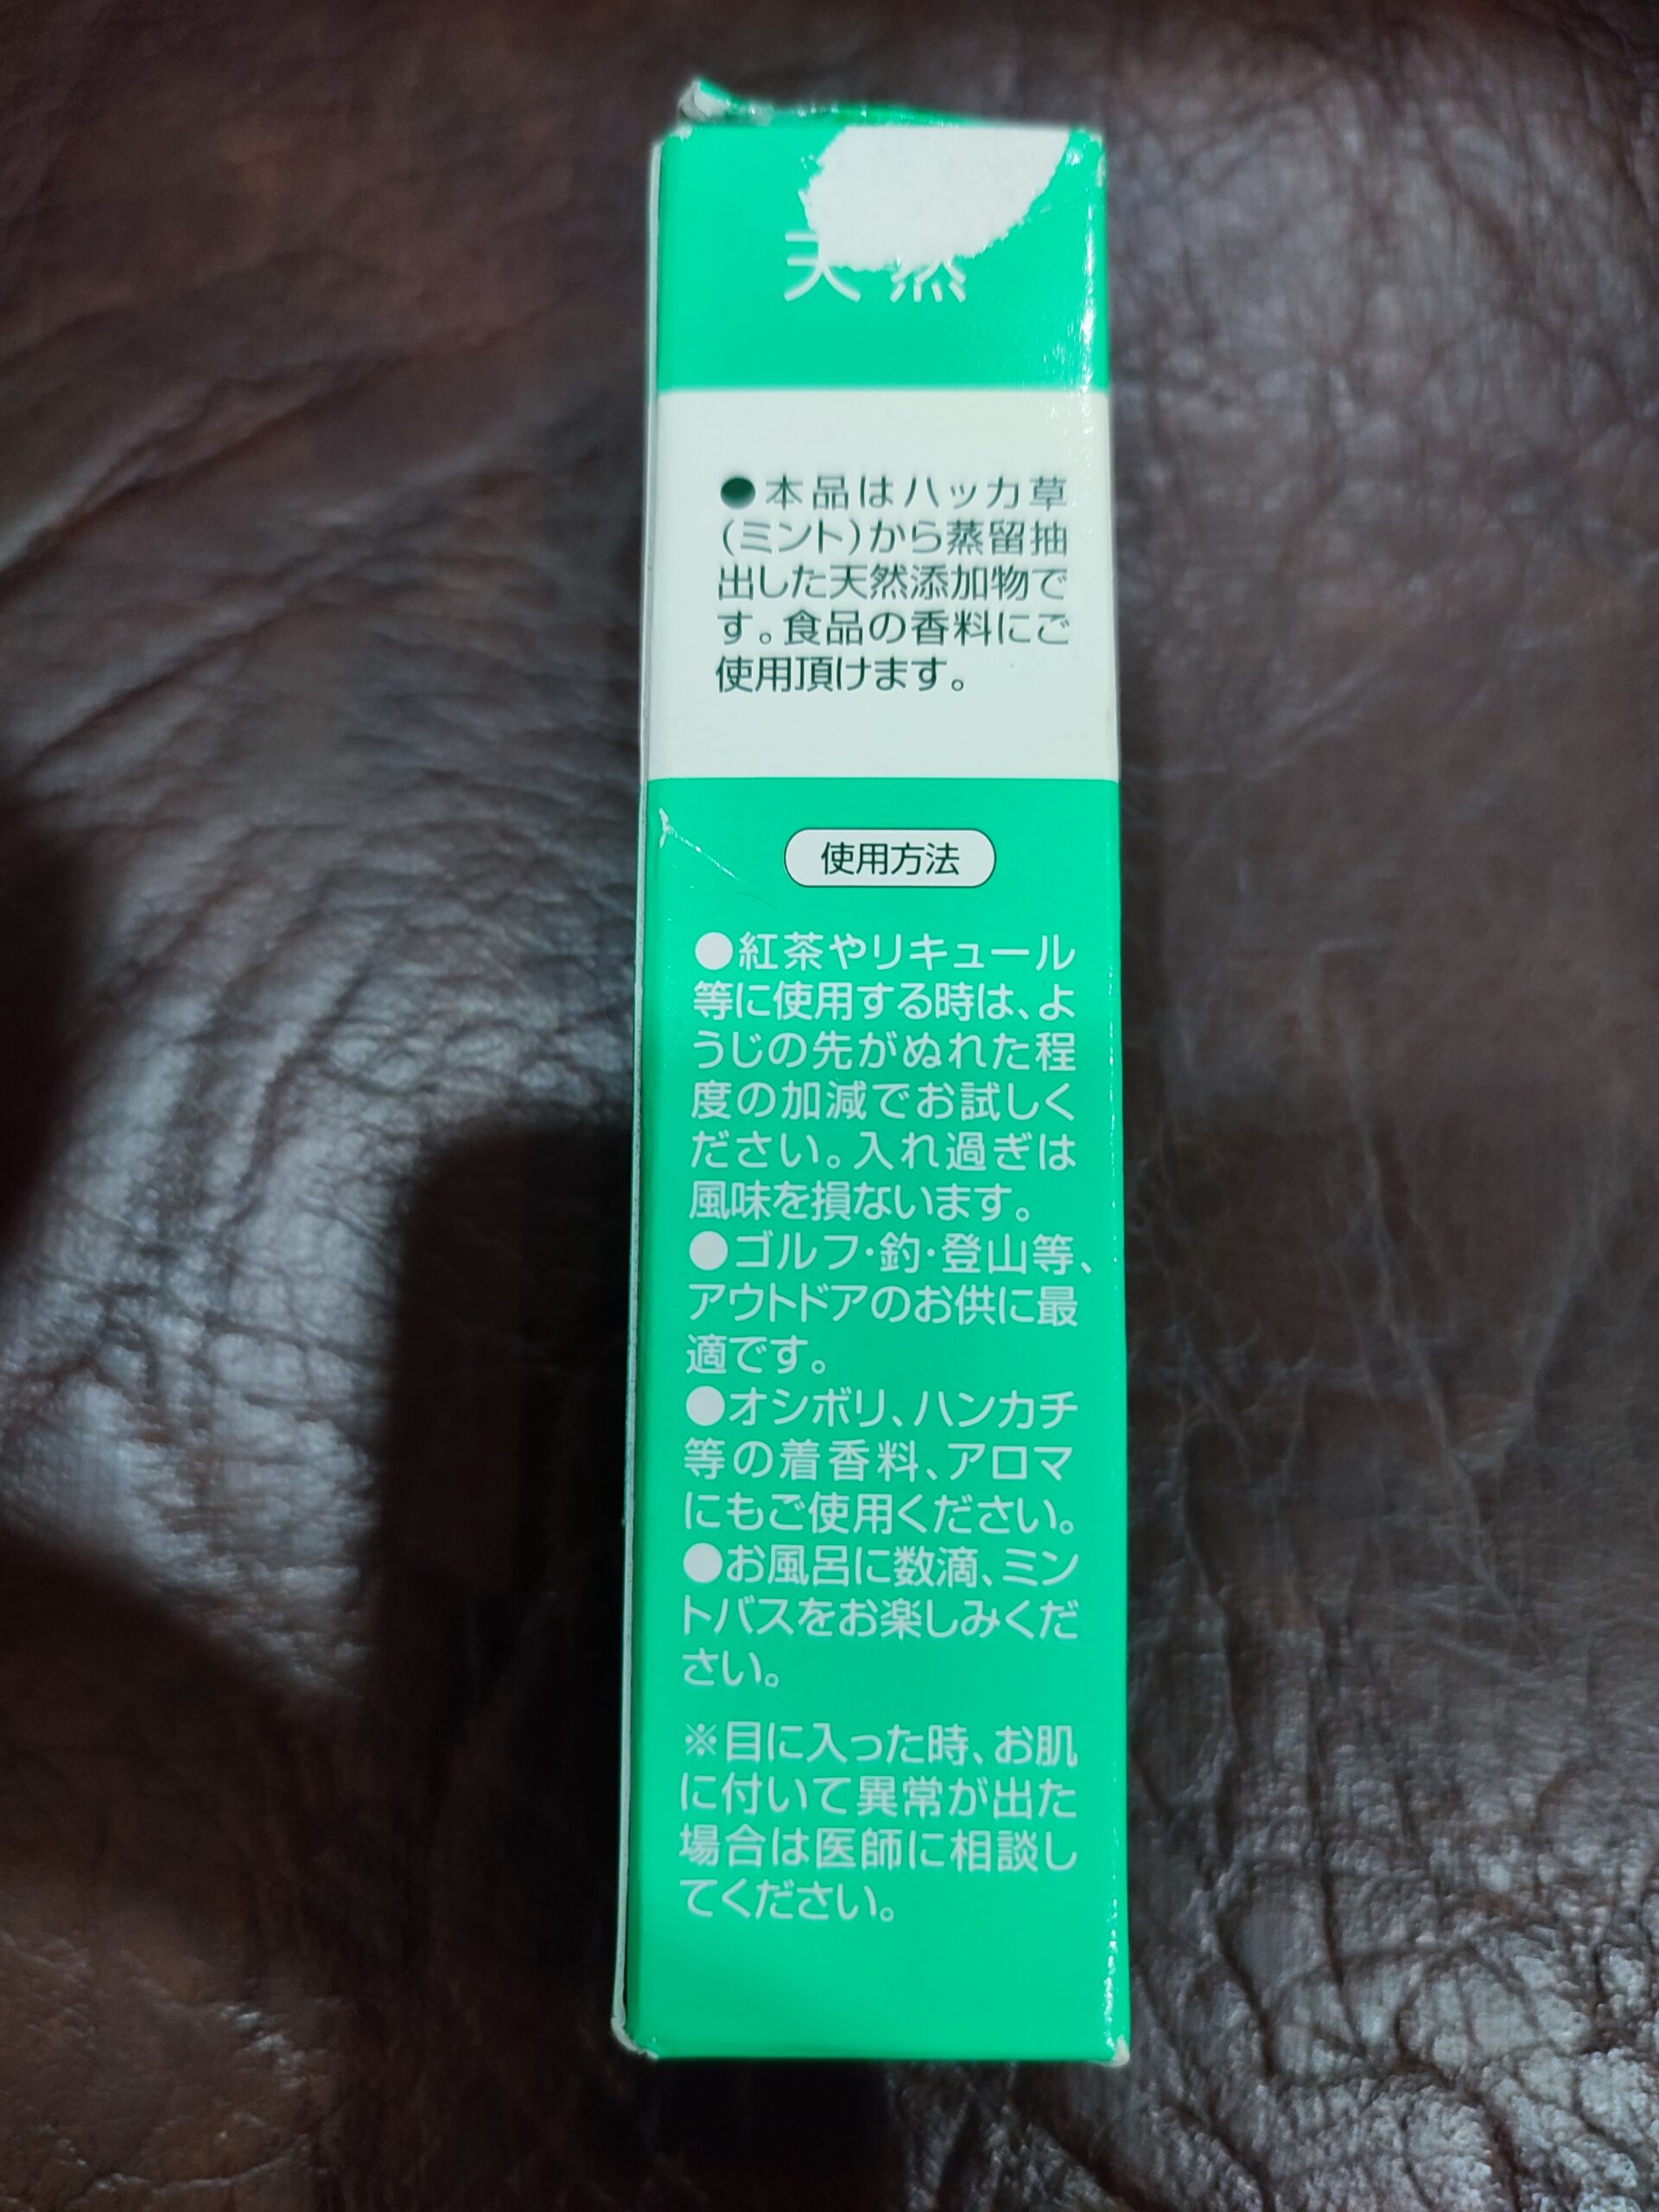 天然
●本品はハッカ草
(ミント)から蒸留抽
出した天然添加物で
す。食品の香料にご
使用頂けます。
使用方法
●紅茶やリキュール
等に使用する時は、よ
うじの先がぬれた程
度の加減でお試しく
ださい。入れ過ぎは
風味を損ないます。
●ゴルフ･釣･登山等、
アウトドアのお供に最
適です。
●オシボリ、ハンカチ
等の着香料、アロマ
にもご使用ください。
●お風呂に数滴、ミン
トバスをお楽しみくだ
さい。
※目に入った時、お肌
に付いて異常が出た
場合は医師に相談し
てください。